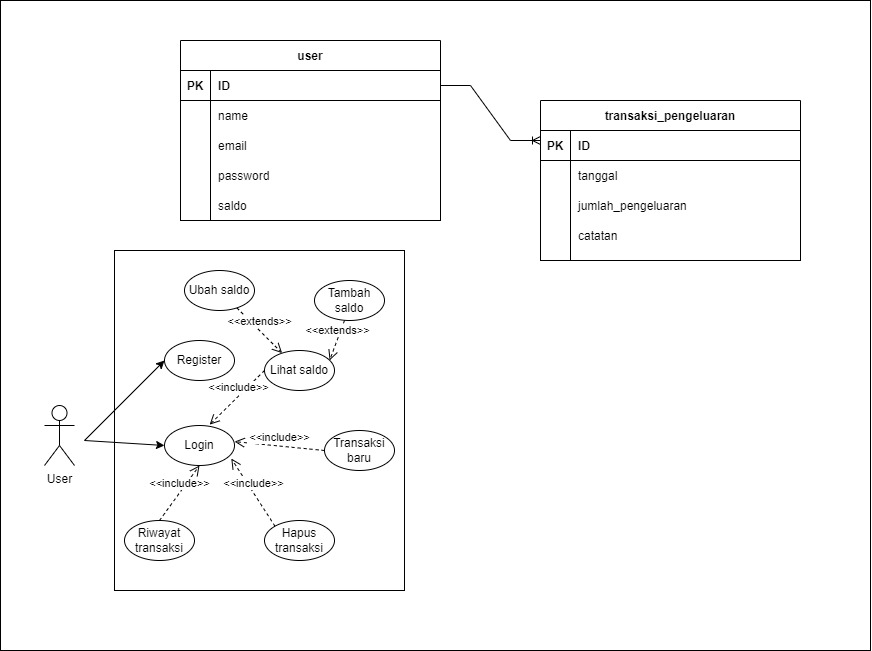 user
PK ID
name
email
password
saldo
transaksi_pengeluaran
PK ID
tanggal
jumlah_pengeluaran
catatan
Ubah saldo
Tambah
saldo
<<extends>>
<<extends>>
Register
Lihat saldo
<<include>>
Login
<<include>>
Transaksi
baru
User
<<include>>
<<include>>
Riwayat
transaksi
Hapus
transaksi